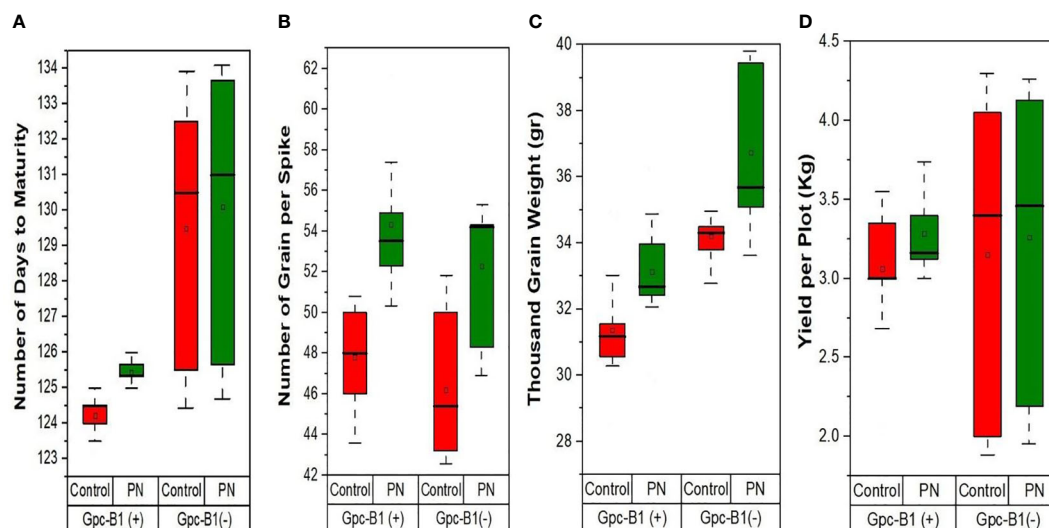 A
B
C
D
Number of Days to Maturity
134
133
132
131
130
129
128
127
126
125
124
123
Control
PN
Control
PN
Gpc-B1 (+)
Gpc-B1(-)
Number of Grain per Spike
62
60
58
56
54
52
50
48
46
44
42
Control
PN
Control
PN
Gpc-B1 (+)
Gpc-B1(-)
Thousand Grain Weight (gr)
40
38
36
34
32
30
28
Control
PN
Control
PN
Gpc-B1 (+)
Gpc-B1(-)
Yield per Plot (Kg)
4.5
4.0
3.5
3.0
2.5
2.0
Control
PN
Control
PN
Gpc-B1 (+)
Gpc-B1(-)